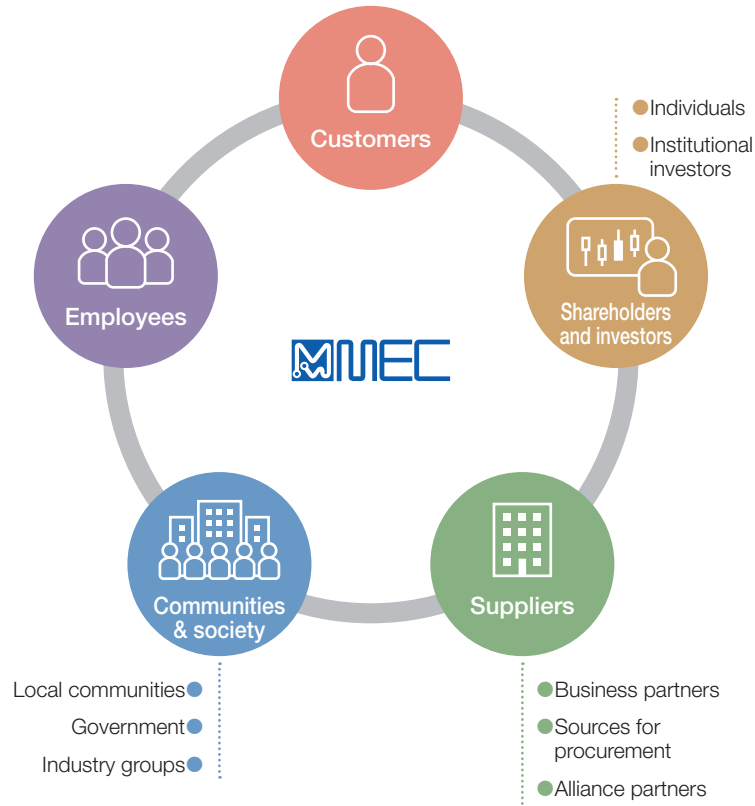 Customers
Individuals
Institutional
investors
Shareholders
and investors
Employees
MEC
Communities
& society
Suppliers
Local communities
Government
Industry groups
Business partners
Sources for
procurement
Alliance partners